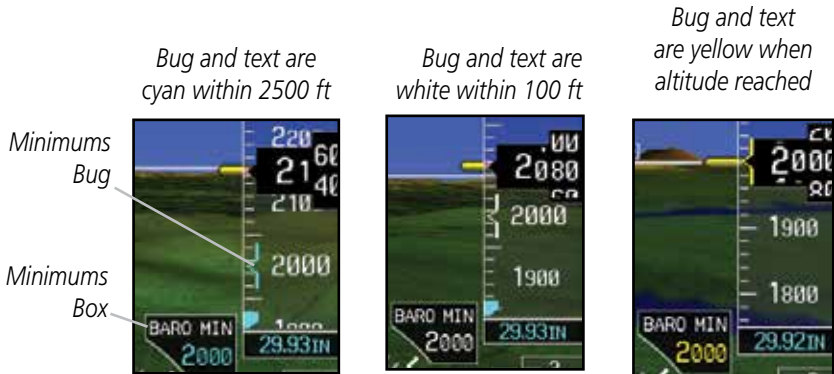 Bug and text are
cyan within 2500 ft
Bug and text are
white within 100 ft
Bug and text
are yellow when
altitude reached
Minimums
Bug
Minimums
Box
21
60
40
2000
BARO MIN
2000
29.93IN
2080
2000
1900
BARO MIN
2000
29.93IN
2000
1900
1800
BARO MIN
2000
29.92IN